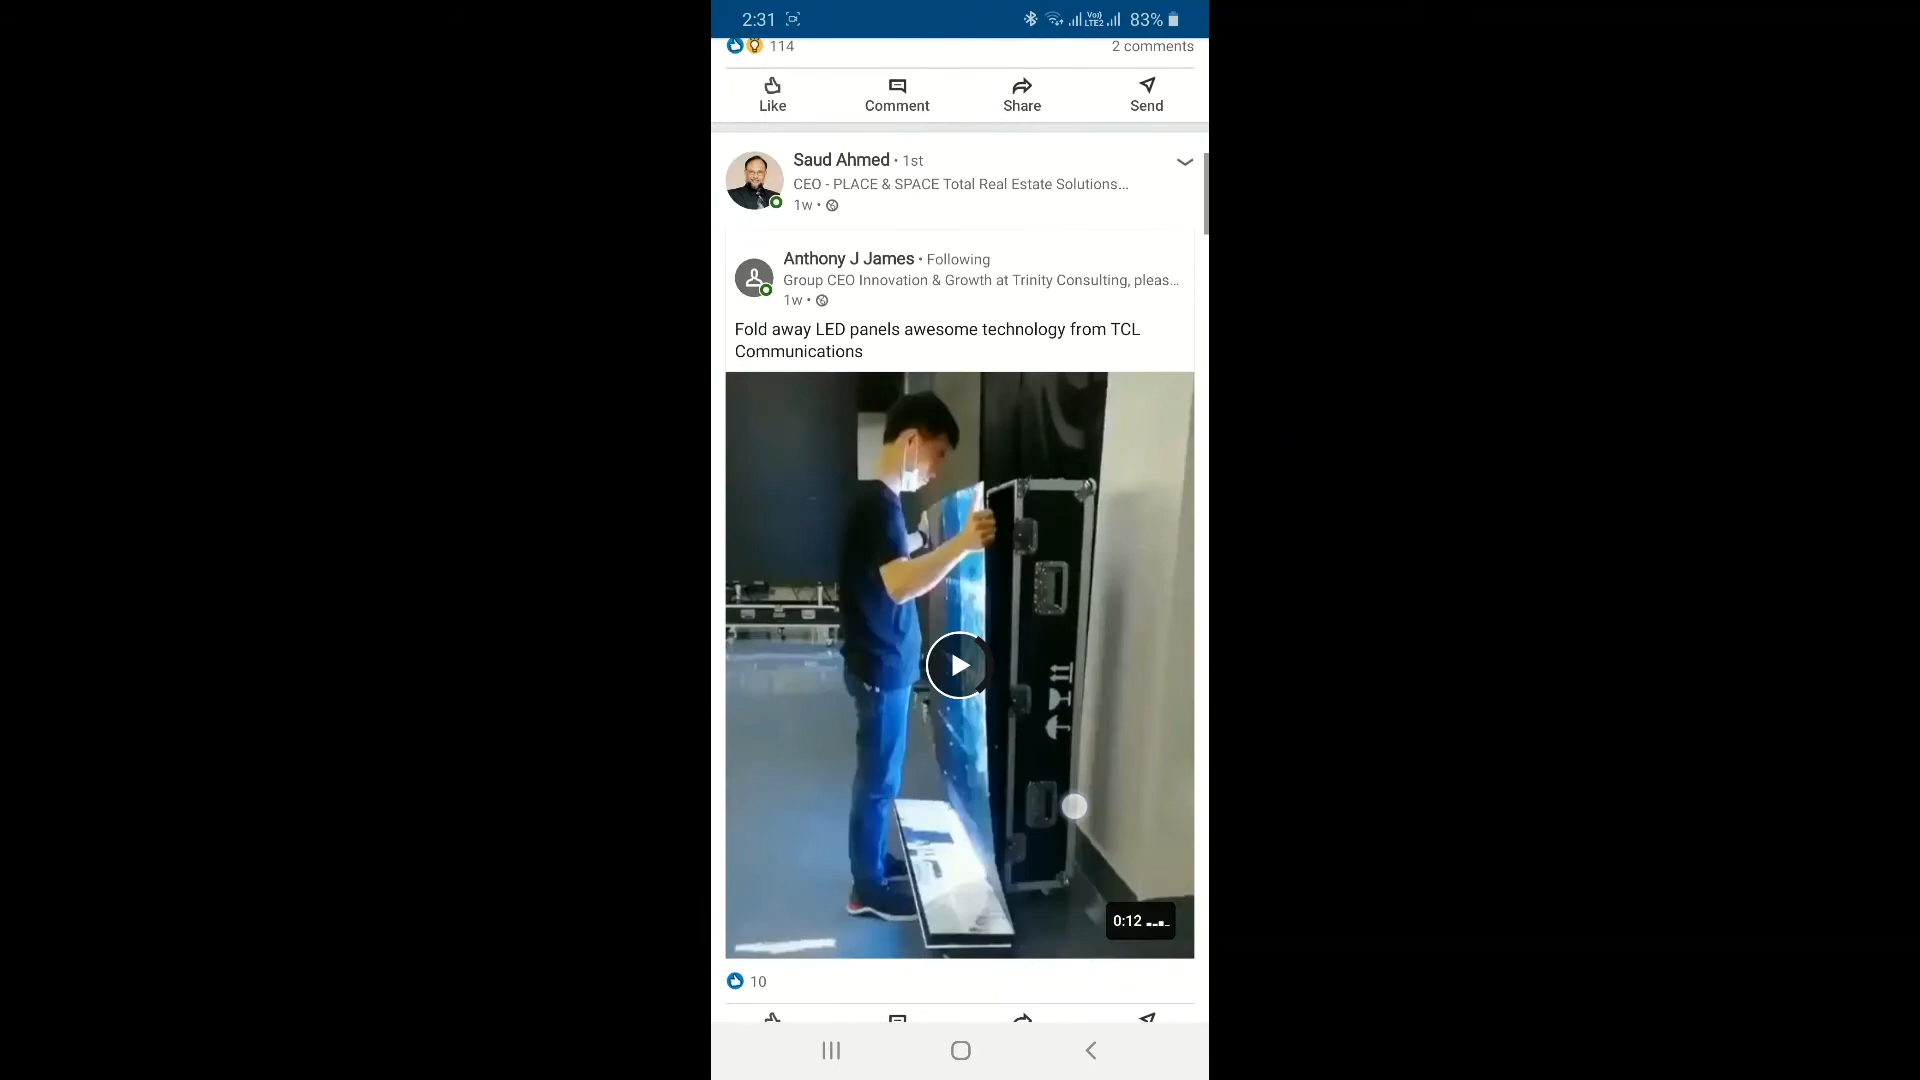 2:31 Vo)) LTE2 83%
114 2 comments
Like Comment Share Send
Saud Ahmed • 1st
CEO - PLACE & SPACE Total Real Estate Solutions...
1w •
Anthony J James • Following
Group CEO Innovation & Growth at Trinity Consulting, pleas...
1w •
Fold away LED panels awesome technology from TCL
Communications
0:12
10